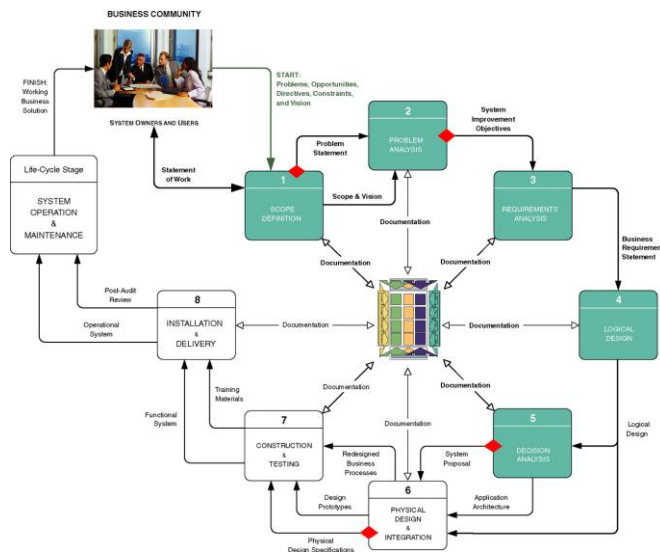 BUSINESS COMMUNITY
FINISH:
Working
Business
Solution
START:
Problems, Opportunities,
Directives, Constraints,
and Vision
SYSTEM OWNERS AND USERS
Statement
of Work
Problem
Statement
2
PROBLEM
ANALYSIS
System
Improvement
Objectives
1
SCOPE
DEFINITION
Scope & Vision
3
REQUIREMENTS
ANALYSIS
Life-Cycle Stage
SYSTEM
OPERATION
&
MAINTENANCE
Documentation
Documentation
Documentation
Business
Requiremen
Statement
Post-Audit
Review
Operational
System
8
INSTALLATION
&
DELIVERY
Documentation
Documentation
4
LOGICAL
DESIGN
Documentation
Documentation
Documentation
Training
Materials
Functional
System
7
CONSTRUCTION
&
TESTING
Redesigned
Business
Processes
System
Proposal
5
DECISION
ANALYSIS
Logical
Design
Design
Prototypes
6
PHYSICAL
DESIGN &
INTEGRATION
Application
Architecture
Physical
Design Specifications